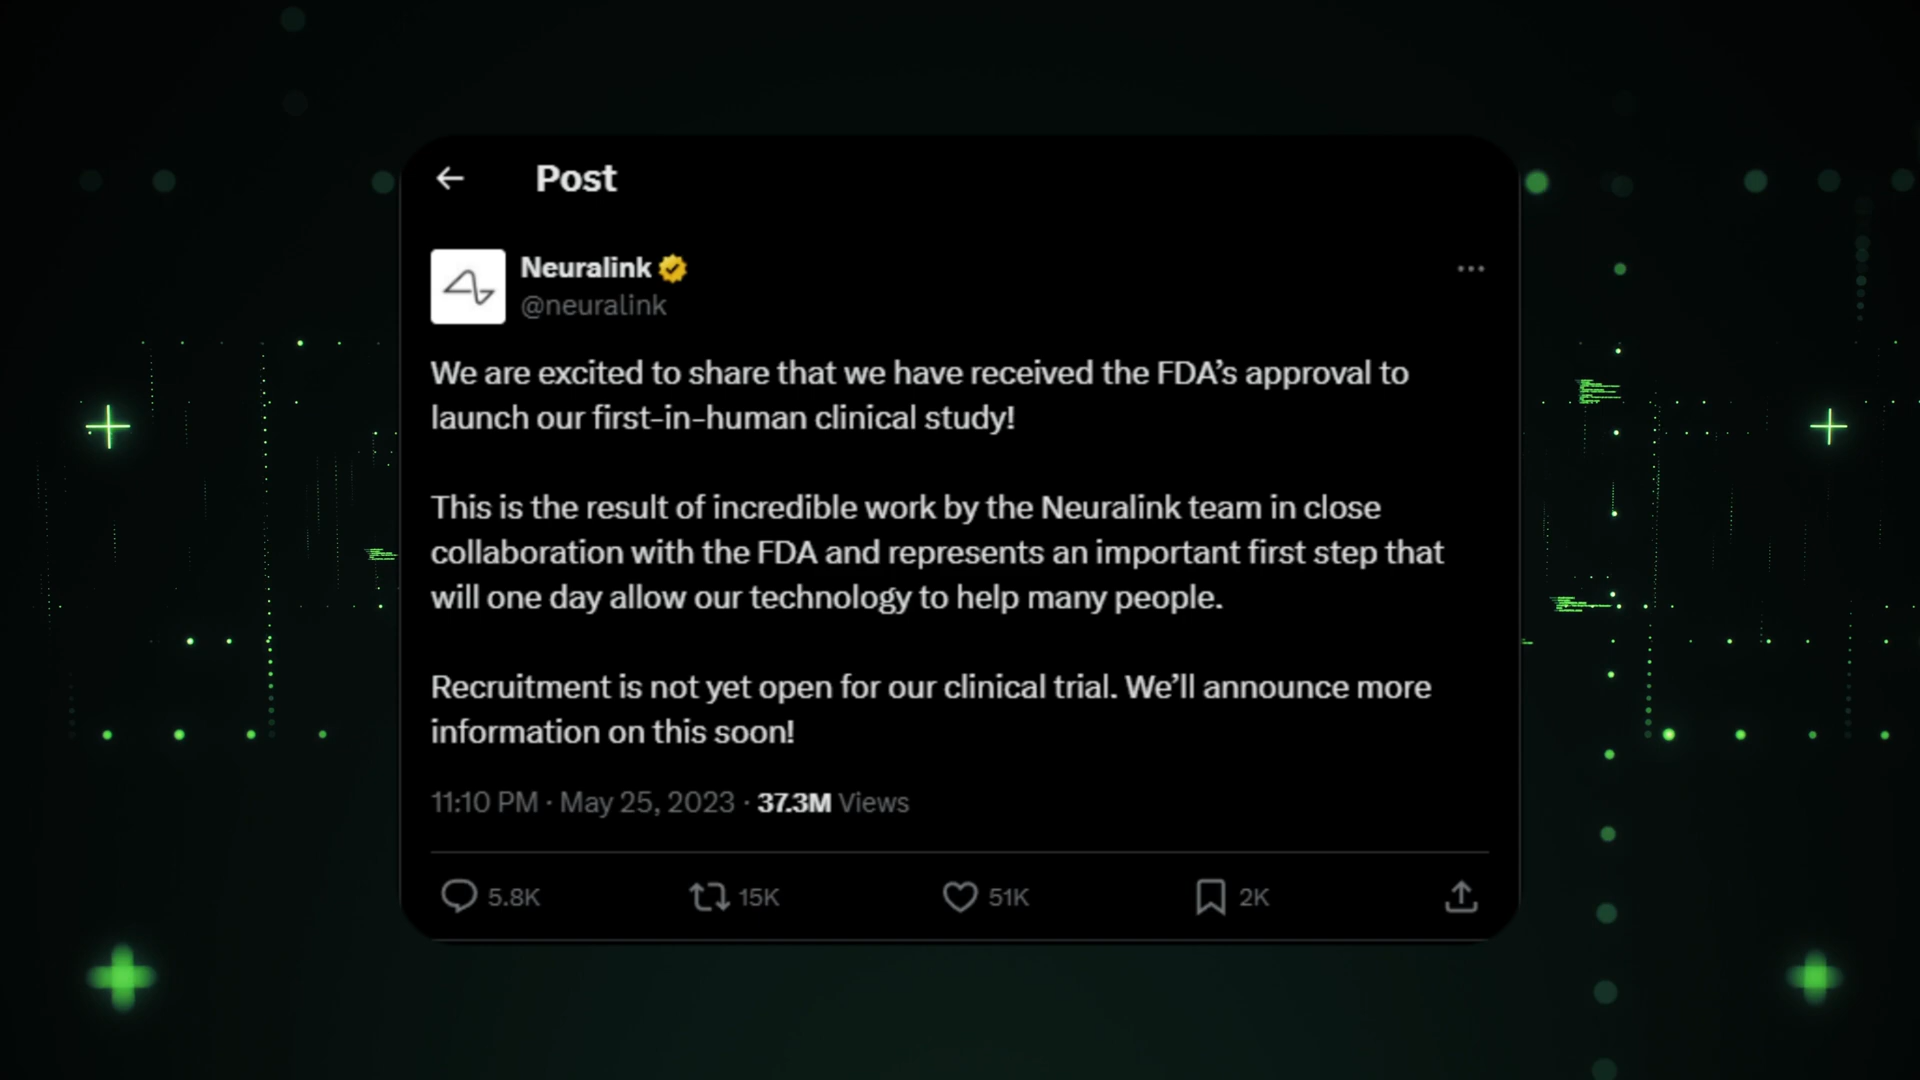 Post
Neuralink
@neuralink
We are excited to share that we have received the FDA’s approval to
launch our first-in-human clinical study!
This is the result of incredible work by the Neuralink team in close
collaboration with the FDA and represents an important first step that
will one day allow our technology to help many people.
Recruitment is not yet open for our clinical trial. We’ll announce more
information on this soon!
11:10 PM · May 25, 2023 · 37.3M Views
5.8K 15K 51K 2K